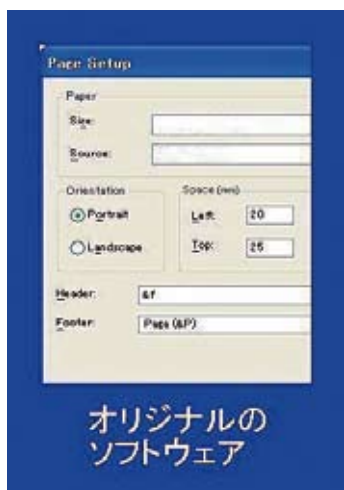 Page Setup
Paper
Size:
Source:
Orientation
Space (mm)
Portrait
Left: 20
Landscape
Top: 25
Header: &f
Footer: Page (&P)
オリジナルの
ソフトウェア